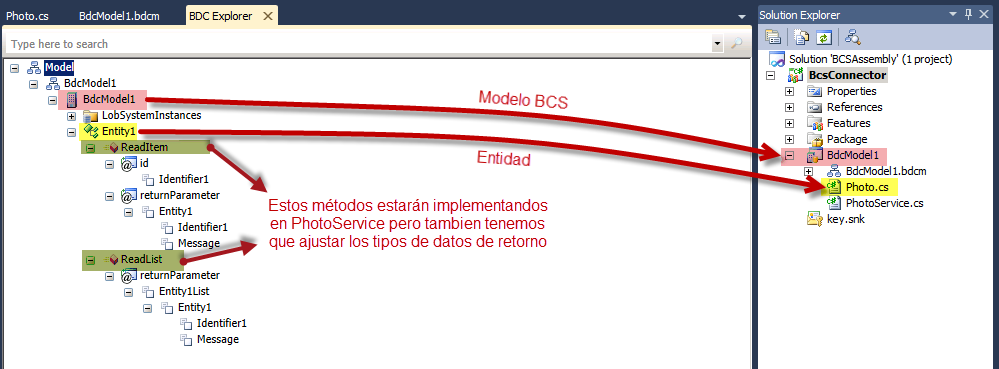 Photo.cs
BdcModel1.bdcm
BDC Explorer
Type here to search
Model
BdcModel1
BdcModel1
LobSystemInstances
Entity1
ReadItem
id
Identifier1
returnParameter
Entity1
Identifier1
Message
ReadList
returnParameter
Entity1List
Entity1
Identifier1
Message
Modelo BCS
Entidad
Estos métodos estarán implementandos
en PhotoService pero tambien tenemos
que ajustar los tipos de datos de retorno
Solution Explorer
Solution 'BCSAssembly' (1 project)
BcsConnector
Properties
References
Features
Package
BdcModel1
BdcModel1.bdcm
Photo.cs
PhotoService.cs
key.snk